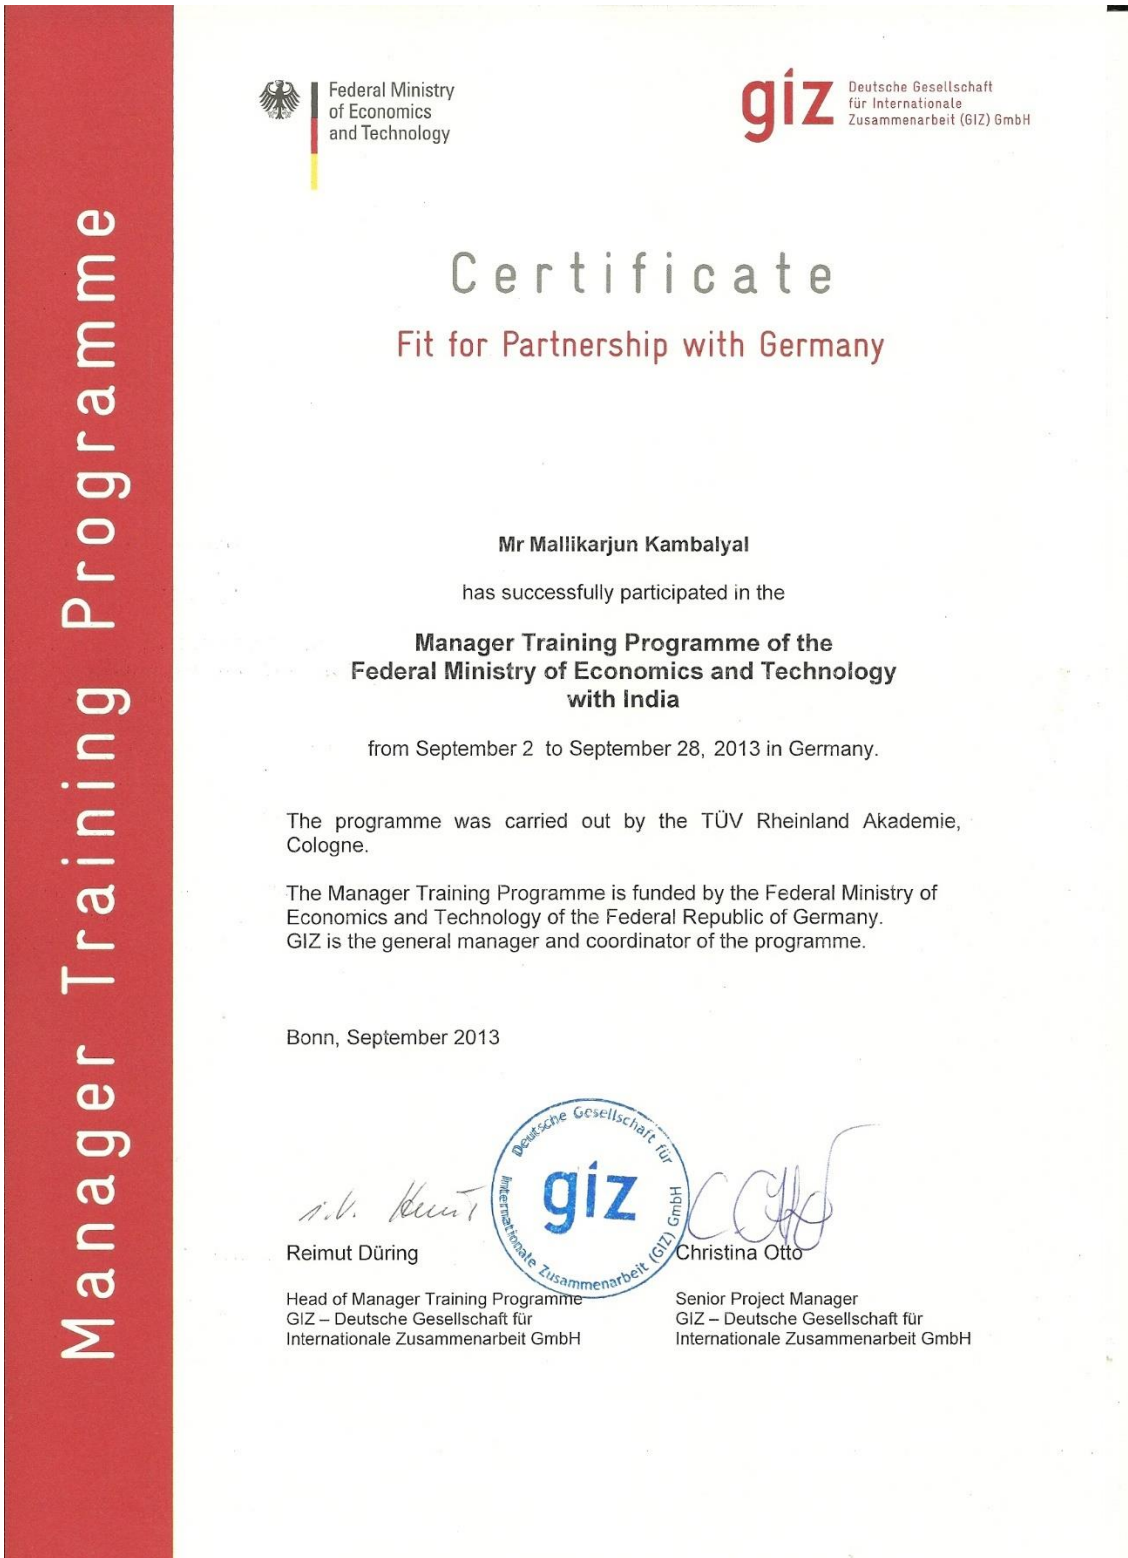 Manager Training Programme
Federal Ministry
of Economics
and Technology
giz
Deutsche Gesellschaft
für Internationale
Zusammenarbeit (GIZ) GmbH
Certificate
Fit for Partnership with Germany
Mr Mallikarjun Kambalyal
has successfully participated in the
Manager Training Programme of the
Federal Ministry of Economics and Technology
with India
from September 2 to September 28, 2013 in Germany.
The programme was carried out by the TÜV Rheinland Akademie,
Cologne.
The Manager Training Programme is funded by the Federal Ministry of
Economics and Technology of the Federal Republic of Germany.
GIZ is the general manager and coordinator of the programme.
Bonn, September 2013
Deutsche Gesellschaft für
Internationale Zusammenarbeit (GIZ) GmbH
giz
i.V.
Reimut Düring
Christina Otto
Head of Manager Training Programme
GIZ – Deutsche Gesellschaft für
Internationale Zusammenarbeit GmbH
Senior Project Manager
GIZ – Deutsche Gesellschaft für
Internationale Zusammenarbeit GmbH